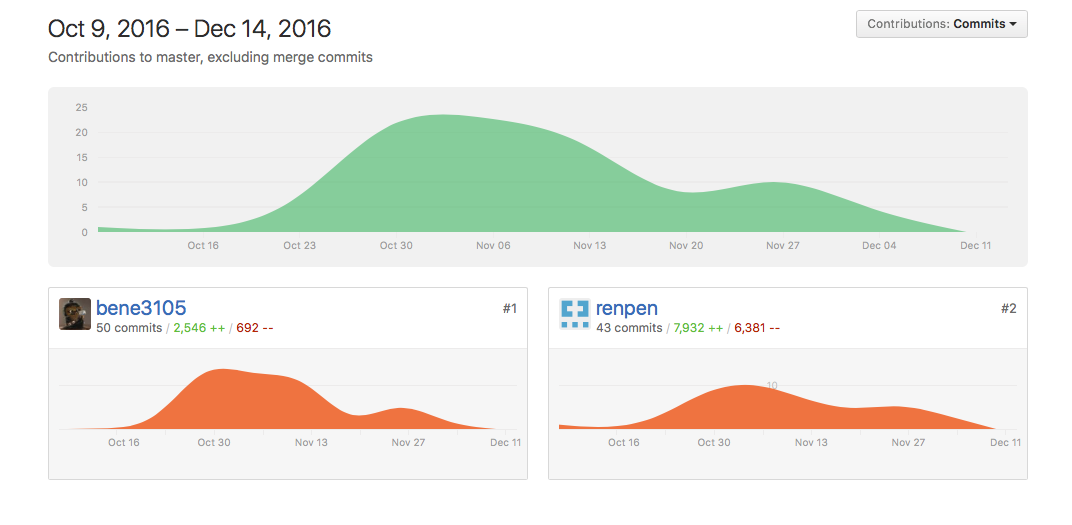 Oct 9, 2016 – Dec 14, 2016
Contributions: Commits
Contributions to master, excluding merge commits
25
20
15
10
5
0
Oct 16 Oct 23 Oct 30 Nov 06 Nov 13 Nov 20 Nov 27 Dec 04 Dec 11
bene3105 #1
50 commits / 2,546 ++ / 692 --
Oct 16 Oct 30 Nov 13 Nov 27 Dec 11
renpen #2
43 commits / 7,932 ++ / 6,381 --
10
Oct 16 Oct 30 Nov 13 Nov 27 Dec 11